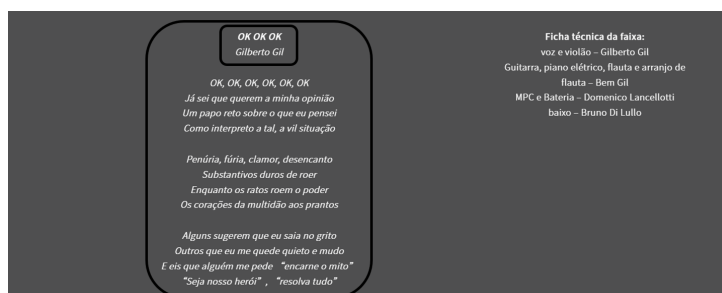 OK OK OK
Gilberto Gil
OK, OK, OK, OK, OK, OK
Já sei que querem a minha opinião
Um papo reto sobre o que eu pensei
Como interpreto a tal, a vil situação
Penúria, fúria, clamor, desencanto
Substantivos duros de roer
Enquanto os ratos roem o poder
Os corações da multidão aos prantos
Alguns sugerem que eu saia no grito
Outros que eu me quede quieto e mudo
E eis que alguém me pede “encarne o mito”
“Seja nosso herói” , “resolva tudo”
Ficha técnica da faixa:
voz e violão – Gilberto Gil
Guitarra, piano elétrico, flauta e arranjo de
flauta – Bem Gil
MPC e Bateria – Domenico Lancellotti
baixo – Bruno Di Lullo